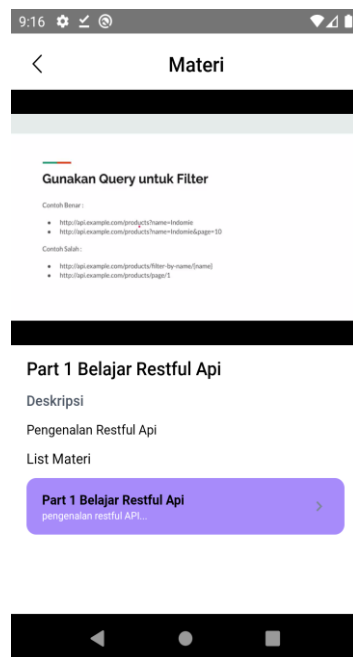 9:16
Materi
Gunakan Query untuk Filter
Contoh Benar :
• http://api.example.com/products?name=Indomie
• http://api.example.com/products?name=Indomie&page=10
Contoh Salah :
• http://api.example.com/products/filter-by-name/{name}
• http://api.example.com/products/page/1
Part 1 Belajar Restful Api
Deskripsi
Pengenalan Restful Api
List Materi
Part 1 Belajar Restful Api
pengenalan restful API...